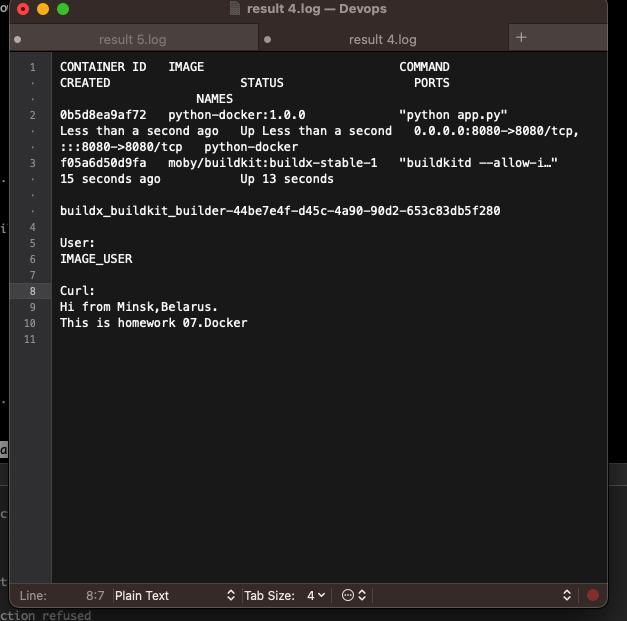 result 4.log — Devops
result 5.log
result 4.log
+
1 CONTAINER ID   IMAGE                           COMMAND
CREATED                  STATUS                  PORTS
NAMES
2 0b5d8ea9af72   python-docker:1.0.0             "python app.py"
Less than a second ago   Up Less than a second   0.0.0.0:8080->8080/tcp,
:::8080->8080/tcp   python-docker
3 f05a6d50d9fa   moby/buildkit:buildx-stable-1   "buildkitd --allow-i…"
15 seconds ago           Up 13 seconds
buildx_buildkit_builder-44be7e4f-d45c-4a90-90d2-653c83db5f280
4
5 User:
6 IMAGE_USER
7
8 Curl:
9 Hi from Minsk,Belarus.
10 This is homework 07.Docker
11
Line: 8:7 Plain Text Tab Size: 4
ction refused